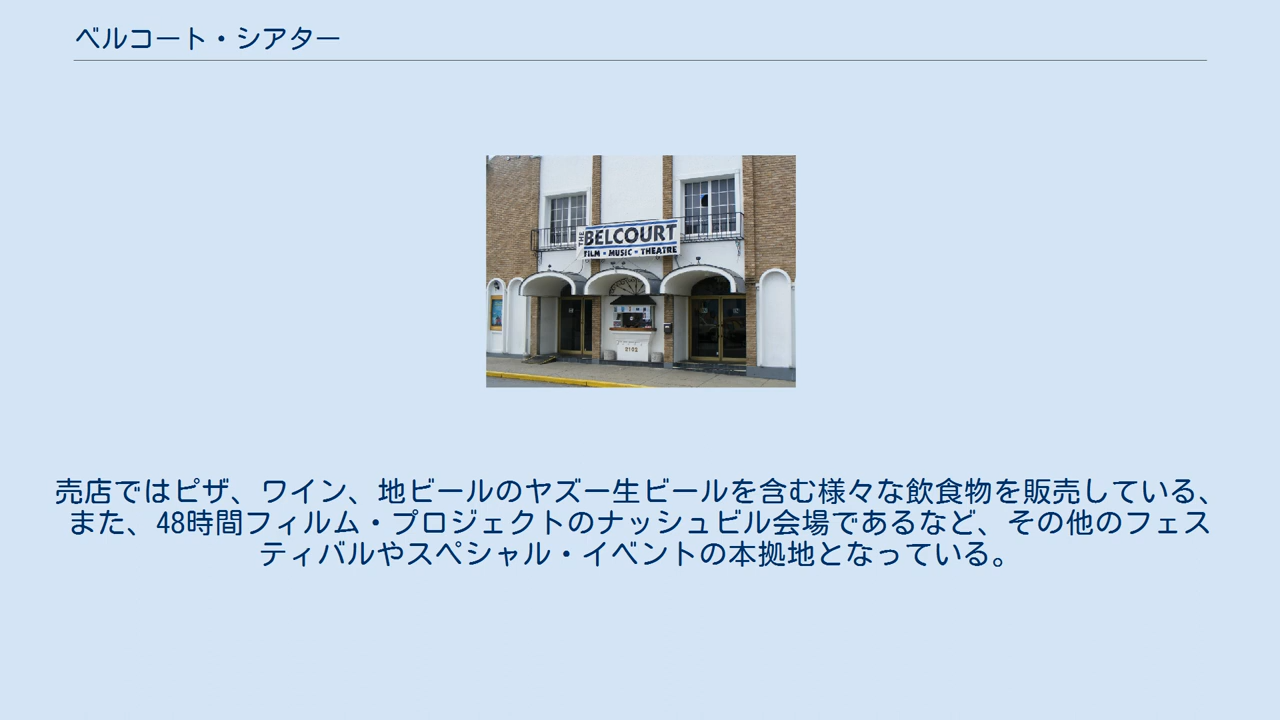 ベルコート・シアター
THE
BELCOURT
FILM • MUSIC • THEATRE
2102
売店ではピザ、ワイン、地ビールのヤズー生ビールを含む様々な飲食物を販売している、
また、48時間フィルム・プロジェクトのナッシュビル会場であるなど、その他のフェス
ティバルやスペシャル・イベントの本拠地となっている。